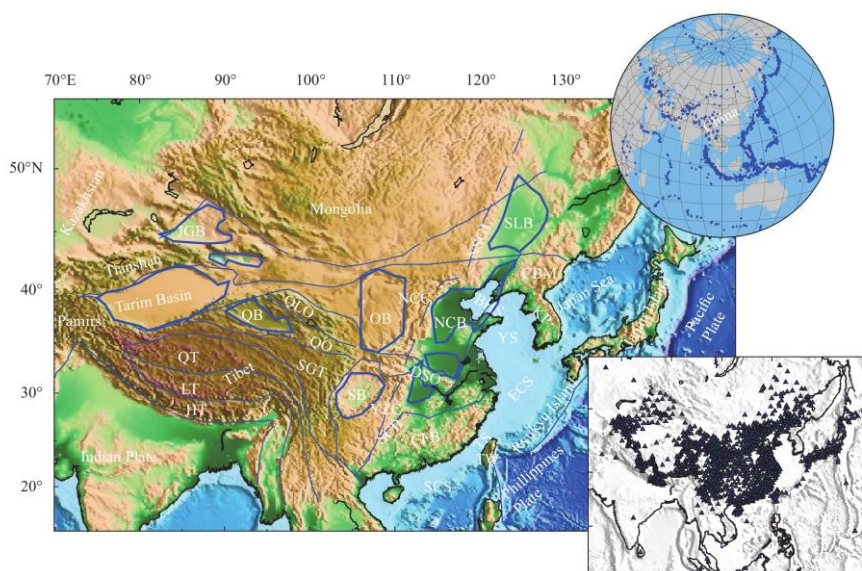 70°E 80° 90° 100° 110° 120° 130°
China
50°N
Kazakhstan
Mongolia
JGB
SLB
Tianshan
40°
CBM
Japan Sea
Tarim Basin
QLO
NCC
Pamirs
QB
OB
NCB
KP
Pacific
Plate
QO
YS
QT
Tibet
SGT
DSO
30°
LT
SB
ECS
HT
YZC
Ryukyu Island
CFB
Indian Plate
TW
20°
SCS
Philippines
Plate